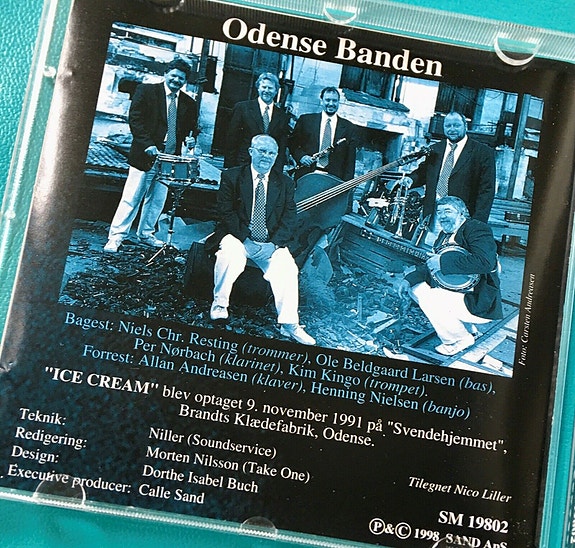 Odense Banden
Foto: Carsten Andreasen
Bagest: Niels Chr. Resting (trommer), Ole Beldgaard Larsen (bas),
Per Nørbach (klarinet), Kim Kingo (trompet).
Forrest: Allan Andreasen (klaver), Henning Nielsen (banjo)
"ICE CREAM" blev optaget 9. november 1991 på "Svendehjemmet",
Brandts Klædefabrik, Odense.
Teknik: Niller (Soundservice)
Redigering: Morten Nilsson (Take One)
Design: Dorthe Isabel Buch
Executive producer: Calle Sand
Tilegnet Nico Liller
SM 19802
℗&© 1998 SAND ApS